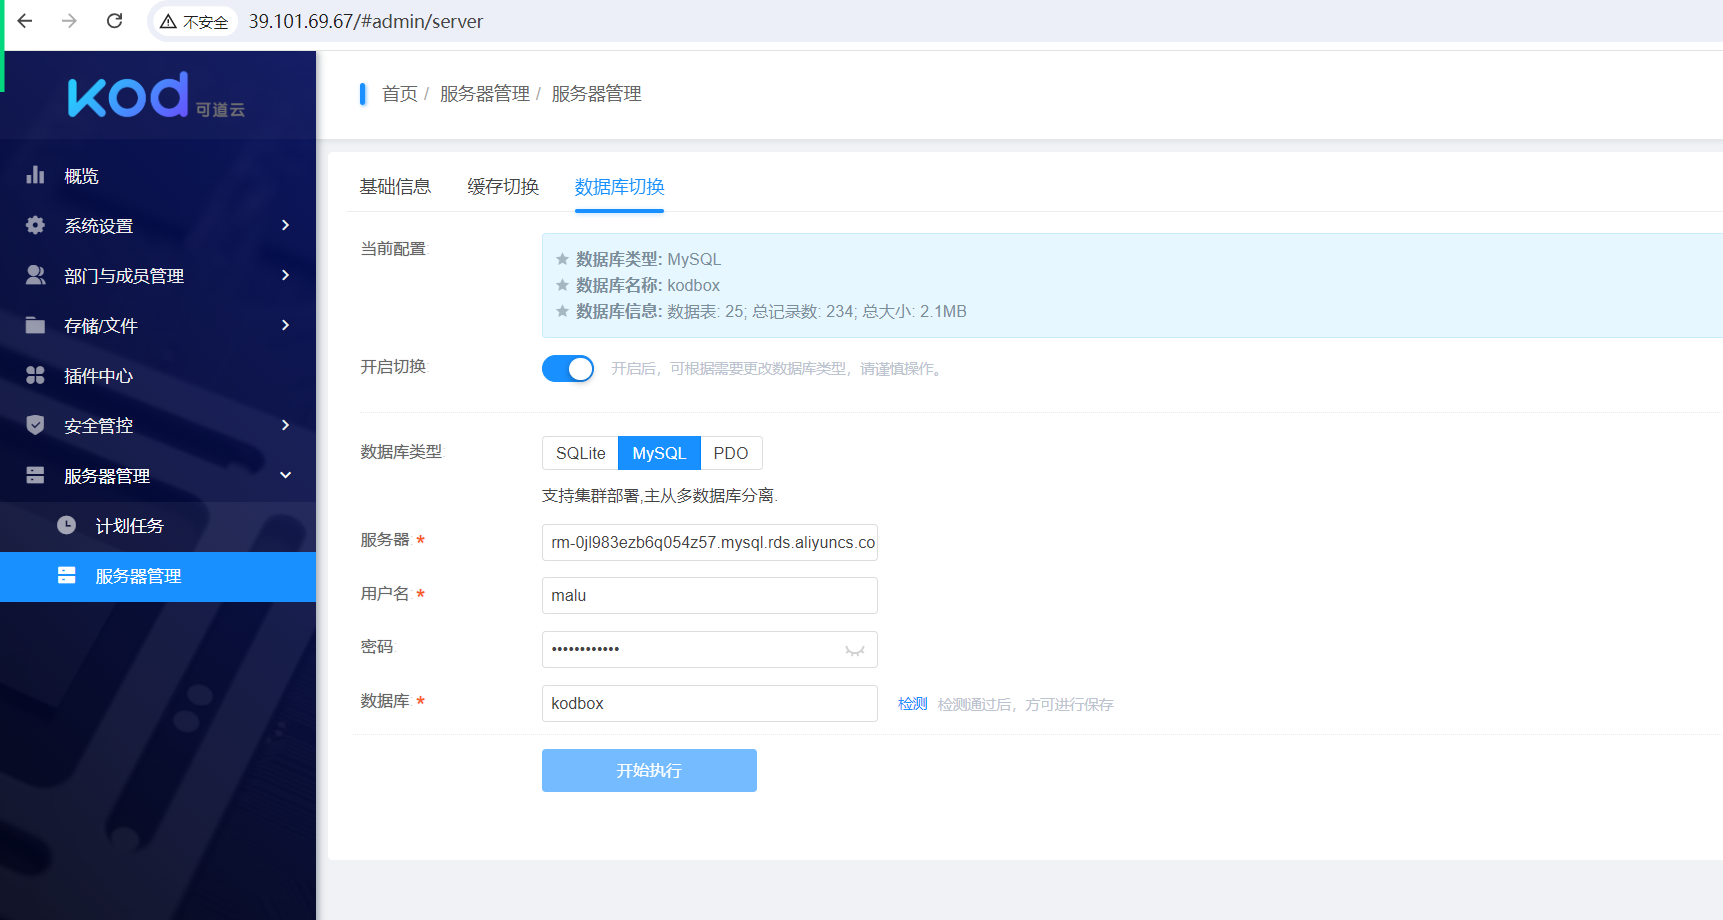 不安全 39.101.69.67/#admin/server
kod 可道云
首页 / 服务器管理 / 服务器管理
概览
系统设置
部门与成员管理
存储/文件
插件中心
安全管控
服务器管理
计划任务
服务器管理
基础信息 缓存切换 数据库切换
当前配置:
★ 数据库类型: MySQL
★ 数据库名称: kodbox
★ 数据库信息: 数据表: 25; 总记录数: 234; 总大小: 2.1MB
开启切换: 开启后，可根据需要更改数据库类型，请谨慎操作。
数据库类型: SQLite MySQL PDO
支持集群部署,主从多数据库分离.
服务器:* rm-0jl983ezb6q054z57.mysql.rds.aliyuncs.co
用户名:* malu
密码: ••••••••••••
数据库:* kodbox 检测 检测通过后，方可进行保存
开始执行